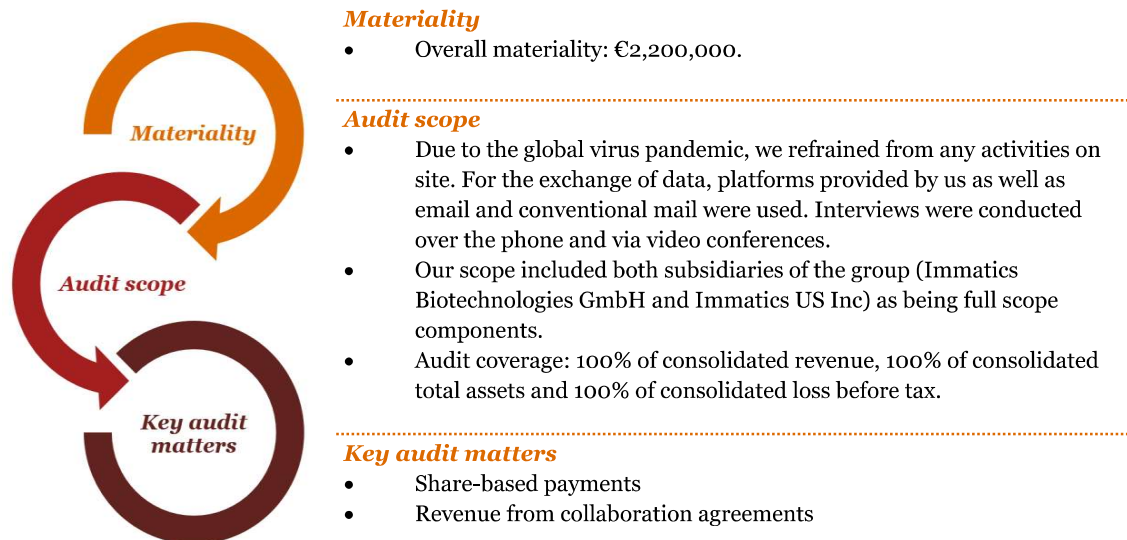 Materiality
Audit scope
Key audit
matters
Materiality
• Overall materiality: €2,200,000.
Audit scope
• Due to the global virus pandemic, we refrained from any activities on
site. For the exchange of data, platforms provided by us as well as
email and conventional mail were used. Interviews were conducted
over the phone and via video conferences.
• Our scope included both subsidiaries of the group (Immatics
Biotechnologies GmbH and Immatics US Inc) as being full scope
components.
• Audit coverage: 100% of consolidated revenue, 100% of consolidated
total assets and 100% of consolidated loss before tax.
Key audit matters
• Share-based payments
• Revenue from collaboration agreements